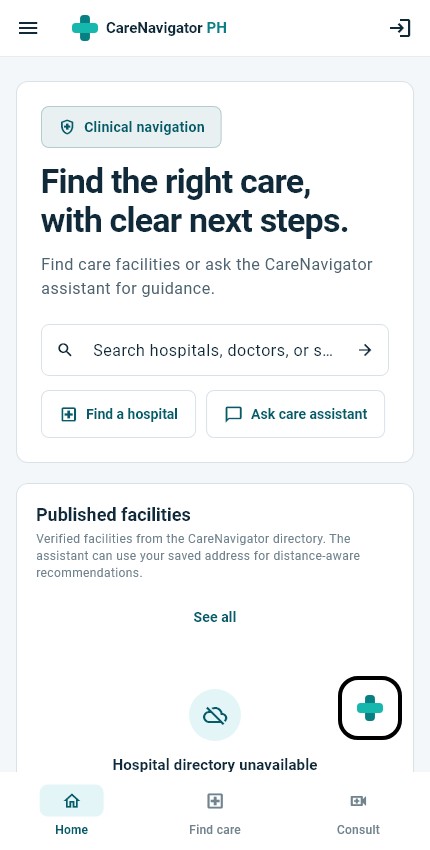 CareNavigator PH
Clinical navigation
Find the right care,
with clear next steps.
Find care facilities or ask the CareNavigator
assistant for guidance.
Search hospitals, doctors, or s...
Find a hospital
Ask care assistant
Published facilities
Verified facilities from the CareNavigator directory. The
assistant can use your saved address for distance-aware
recommendations.
See all
Hospital directory unavailable
Home
Find care
Consult